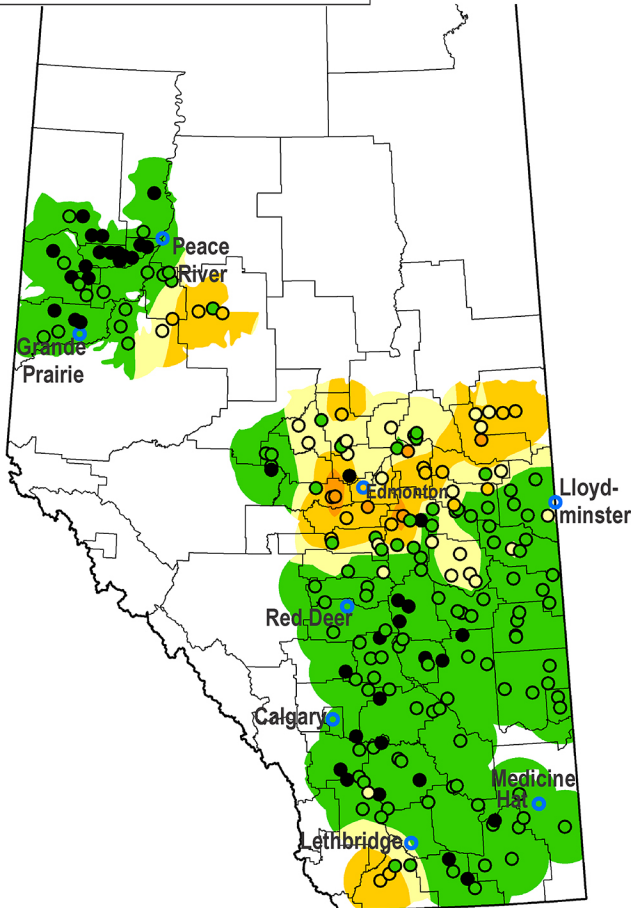 Peace
River
Grande
Prairie
Edmonton
Lloyd-
minster
Red Deer
Calgary
Medicine
Hat
Lethbridge